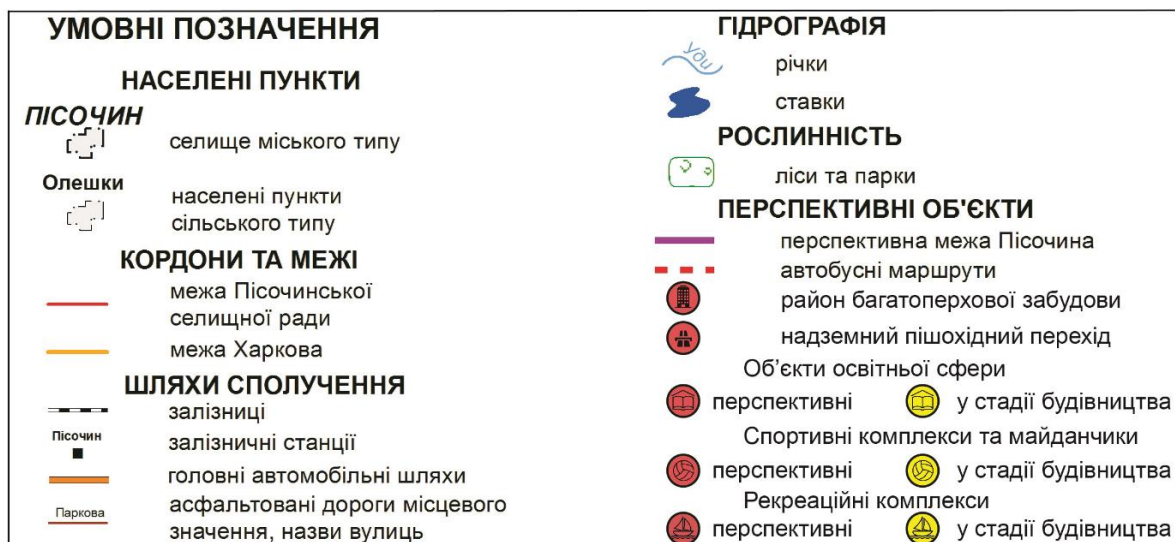 УМОВНІ ПОЗНАЧЕННЯ
НАСЕЛЕНІ ПУНКТИ
ПІСОЧИН
селище міського типу
Олешки
населені пункти
сільського типу
КОРДОНИ ТА МЕЖІ
межа Пісочинської
селищної ради
межа Харкова
ШЛЯХИ СПОЛУЧЕННЯ
залізниці
Пісочин
залізничні станції
головні автомобільні шляхи
Паркова
асфальтовані дороги місцевого
значення, назви вулиць
ГІДРОГРАФІЯ
Уди
річки
ставки
РОСЛИННІСТЬ
ліси та парки
ПЕРСПЕКТИВНІ ОБ'ЄКТИ
перспективна межа Пісочина
автобусні маршрути
район багатоперхової забудови
надземний пішохідний перехід
Об’єкти освітньої сфери
перспективні у стадії будівництва
Спортивні комплекси та майданчики
перспективні у стадії будівництва
Рекреаційні комплекси
перспективні у стадії будівництва